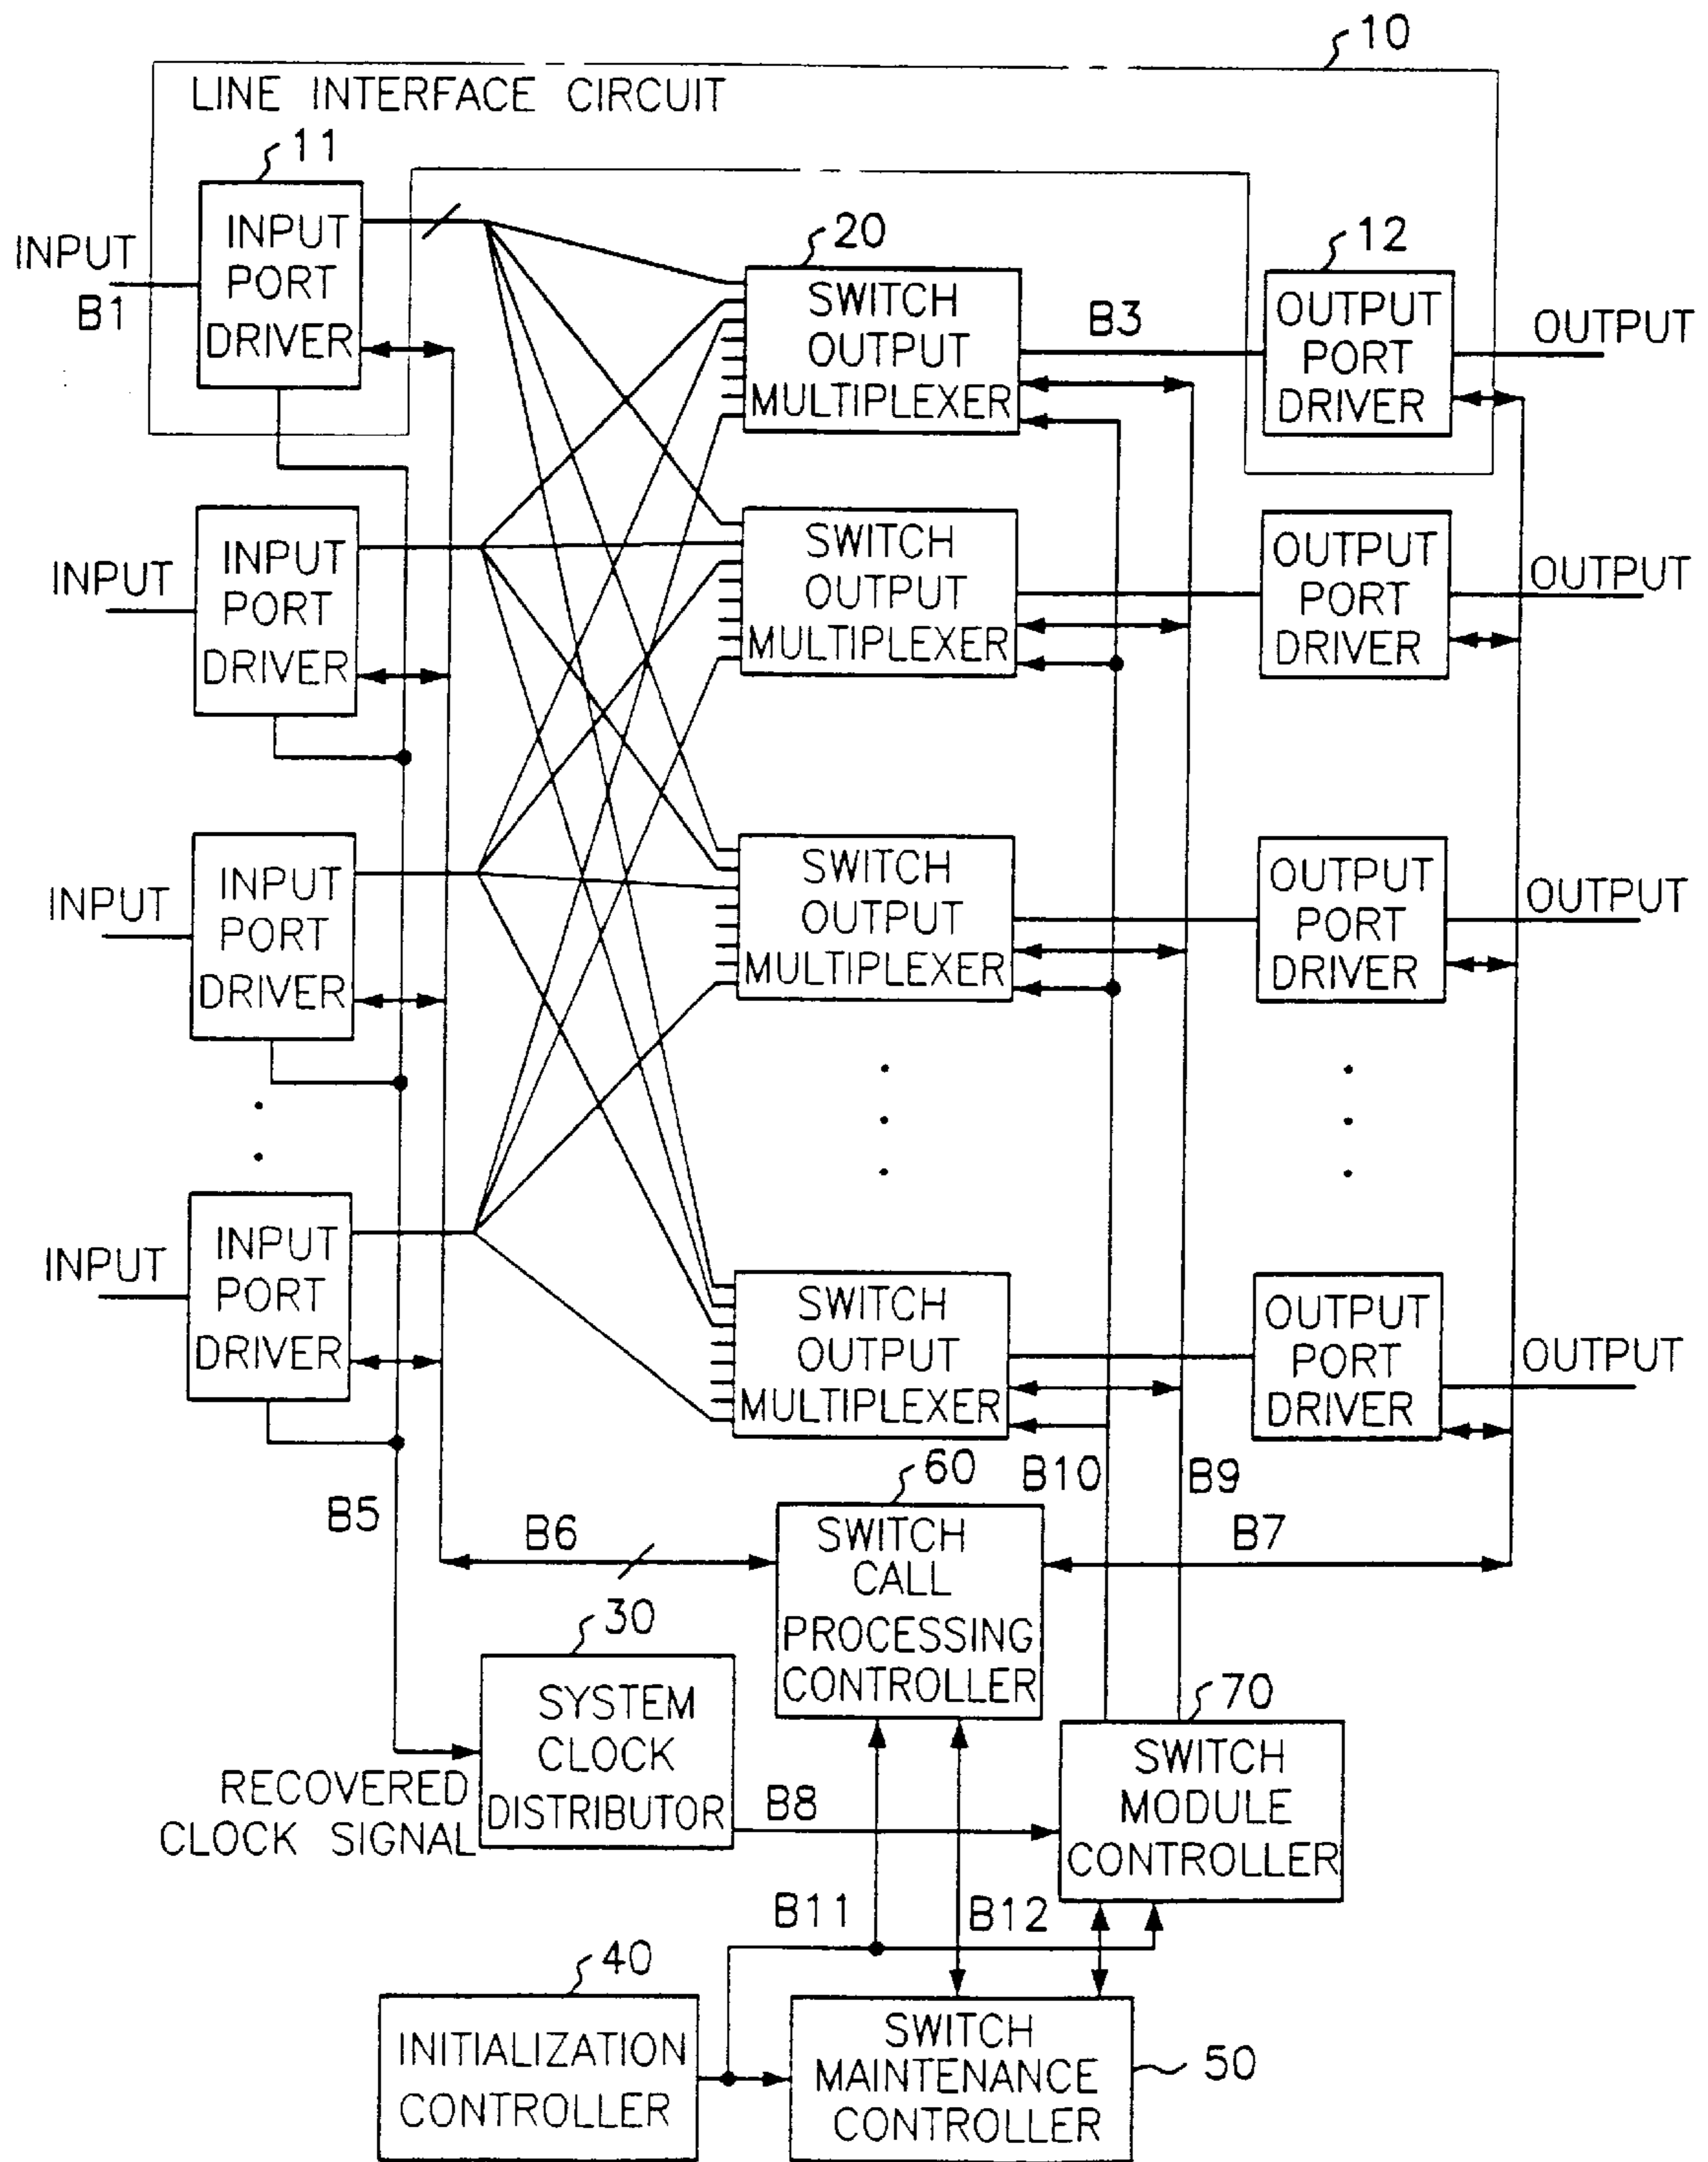 10
LINE INTERFACE CIRCUIT
11
INPUT
B1
INPUT
PORT
DRIVER
20
SWITCH
OUTPUT
MULTIPLEXER
B3
12
OUTPUT
PORT
DRIVER
OUTPUT
INPUT
INPUT
PORT
DRIVER
SWITCH
OUTPUT
MULTIPLEXER
OUTPUT
PORT
DRIVER
OUTPUT
INPUT
INPUT
PORT
DRIVER
SWITCH
OUTPUT
MULTIPLEXER
OUTPUT
PORT
DRIVER
OUTPUT
INPUT
INPUT
PORT
DRIVER
SWITCH
OUTPUT
MULTIPLEXER
OUTPUT
PORT
DRIVER
OUTPUT
B5
B6
60
SWITCH
CALL
PROCESSING
CONTROLLER
B10
B9
B7
30
SYSTEM
CLOCK
DISTRIBUTOR
RECOVERED
CLOCK SIGNAL
B8
70
SWITCH
MODULE
CONTROLLER
B11
B12
40
INITIALIZATION
CONTROLLER
SWITCH
MAINTENANCE
CONTROLLER
50